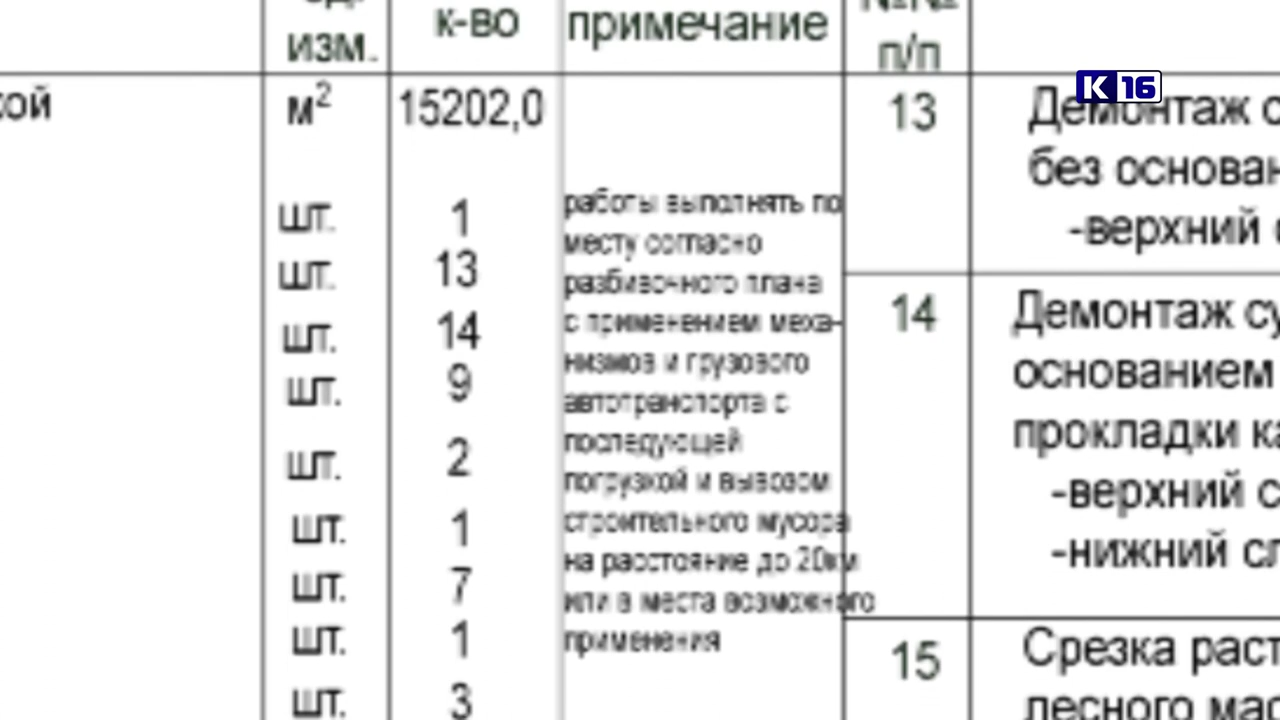 изм.
к-во
примечание
п/п
кой
м²
15202,0
шт. 1
шт. 13
шт. 14
шт. 9
шт. 2
шт. 1
шт. 7
шт. 1
шт. 3
работы выполнять по
месту согласно
разбивочного плана
с применением меха-
низмов и грузового
автотранспорта с
последующей
погрузкой и вывозом
строительного мусора
на расстояние до 20км
или в места возможного
применения
13
Демонтаж
без основан
-верхний
14
Демонтаж су
основанием
прокладки ка
-верхний с
-нижний сл
15
Срезка раст
лесного мас
К 16